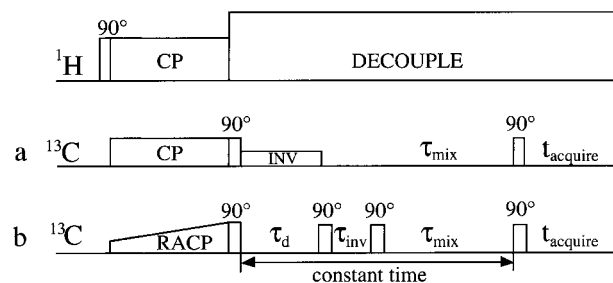 90°
¹H CP DECOUPLE
90° 90°
a ¹³C CP INV τmix tacquire
90° 90° 90° 90°
b ¹³C RACP τd τinv τmix tacquire
constant time